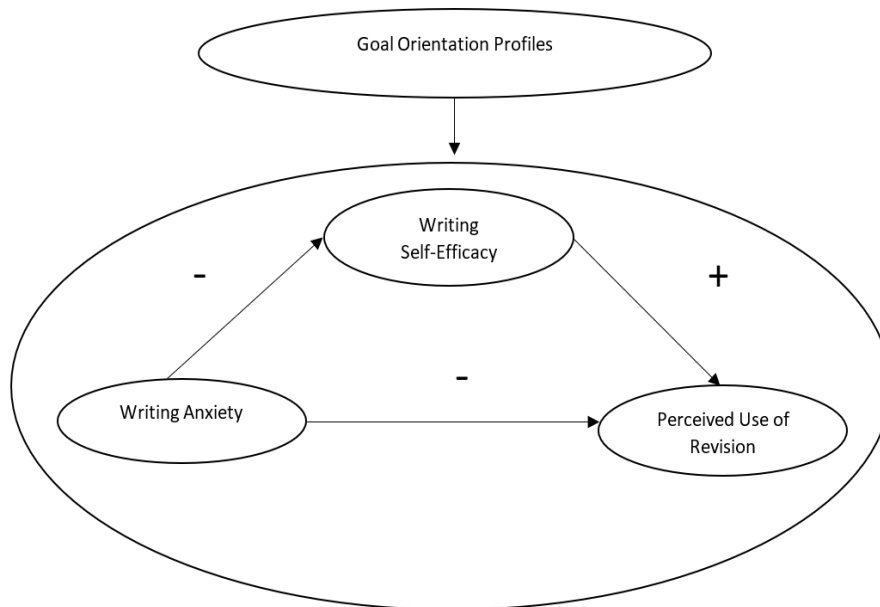 Goal Orientation Profiles
Writing
Self-Efficacy
-
+
-
Writing Anxiety
Perceived Use of
Revision